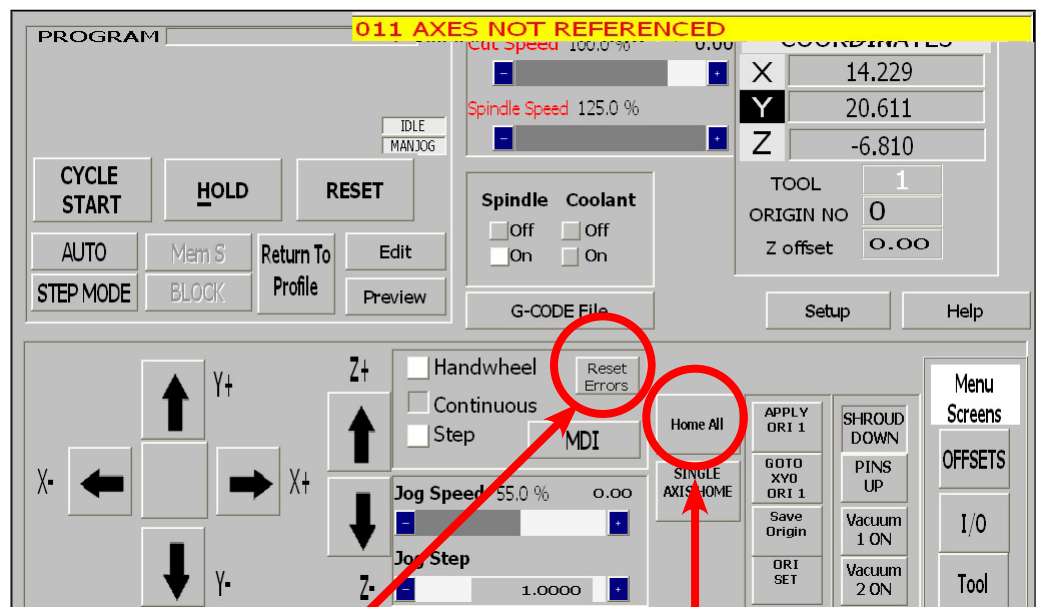 011 AXES NOT REFERENCED
PROGRAM
Cut Speed 100.0 % 0.00
COORDINATES
- +
X 14.229
Y 20.611
Z -6.810
Spindle Speed 125.0 %
- +
IDLE
MANJOG
CYCLE START
HOLD
RESET
Spindle Coolant
Off Off
On On
TOOL 1
ORIGIN NO 0
Z offset 0.00
AUTO
Mem S
Return To Profile
Edit
STEP MODE
BLOCK
Preview
G-CODE File
Setup
Help
Y+
X-
X+
Y-
Z+
Z-
Handwheel
Continuous
Step
Reset Errors
MDI
Jog Speed 55.0 % 0.00
- +
Jog Step
- 1.0000 +
Home All
SINGLE AXIS HOME
APPLY ORI 1
GOTO XY0 ORI 1
Save Origin
ORI SET
SHROUD DOWN
PINS UP
Vacuum 1 ON
Vacuum 2 ON
Menu Screens
OFFSETS
I/O
Tool